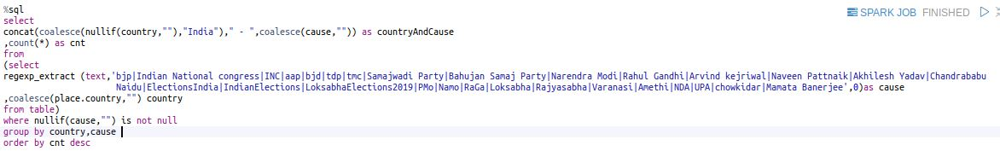 %sql
SPARK JOB FINISHED
select
concat(coalesce(nullif(country,""),"India")," - ",coalesce(cause,"")) as countryAndCause
,count(*) as cnt
from
(select
regexp_extract (text,'bjp|Indian National congress|INC|aap|bjd|tdp|tmc|Samajwadi Party|Bahujan Samaj Party|Narendra Modi|Rahul Gandhi|Arvind kejriwal|Naveen Pattnaik|Akhilesh Yadav|Chandrababu
Naidu|ElectionsIndia|IndianElections|LoksabhaElections2019|PMo|Namo|RaGa|Loksabha|Rajyasabha|Varanasi|Amethi|NDA|UPA|chowkidar|Mamata Banerjee',0)as cause
,coalesce(place.country,"") country
from table)
where nullif(cause,"") is not null
group by country,cause
order by cnt desc